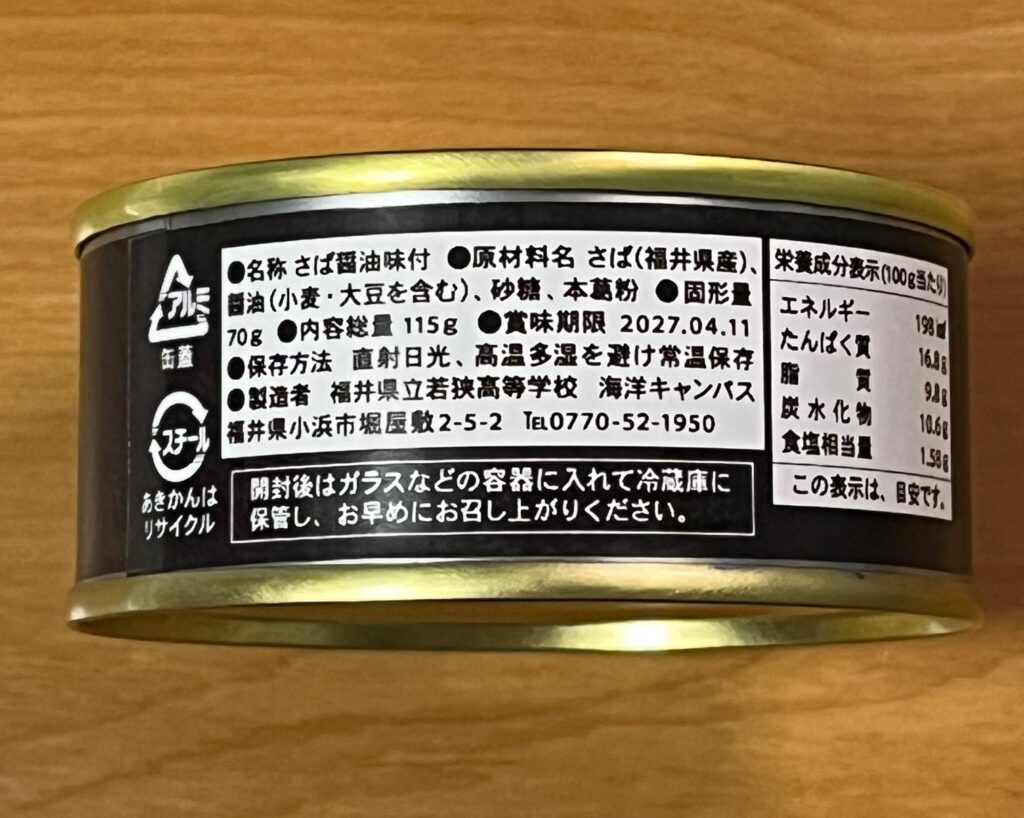 アルミ
缶蓋
スチール
あきかんは
リサイクル
●名称 さば醤油味付 ●原材料名 さば(福井県産)、
醤油(小麦・大豆を含む)、砂糖、本葛粉 ●固形量
70g ●内容総量 115g ●賞味期限 2027.04.11
●保存方法 直射日光、高温多湿を避け常温保存
●製造者 福井県立若狭高等学校 海洋キャンパス
福井県小浜市堀屋敷2-5-2 TEL0770-52-1950
開封後はガラスなどの容器に入れて冷蔵庫に
保管し、お早めにお召し上がりください。
栄養成分表示(100g当たり)
エネルギー 198
たんぱく質 16.8g
脂質 9.8g
炭水化物 10.6g
食塩相当量 1.58g
この表示は、目安です。